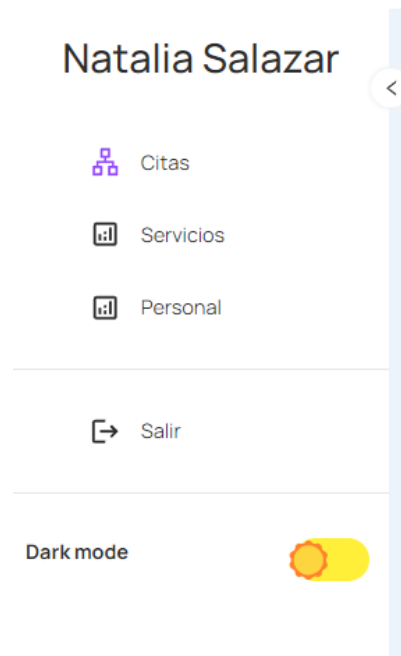 Natalia Salazar
Citas
Servicios
Personal
Salir
Dark mode